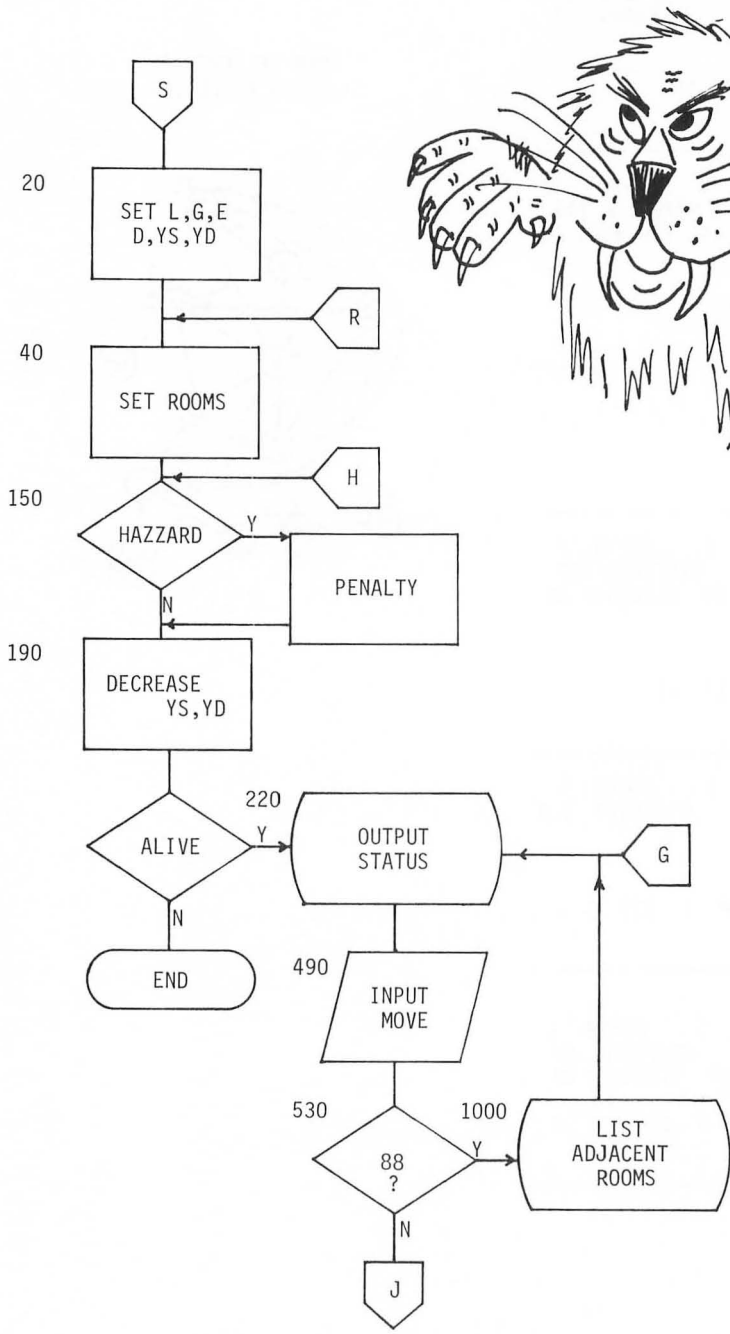 S
20
SET L,G,E
D,YS,YD
R
40
SET ROOMS
H
150
HAZZARD
Y
PENALTY
N
190
DECREASE
YS,YD
220
ALIVE
Y
OUTPUT
STATUS
G
N
END
490
INPUT
MOVE
530
1000
88
?
Y
LIST
ADJACENT
ROOMS
N
J